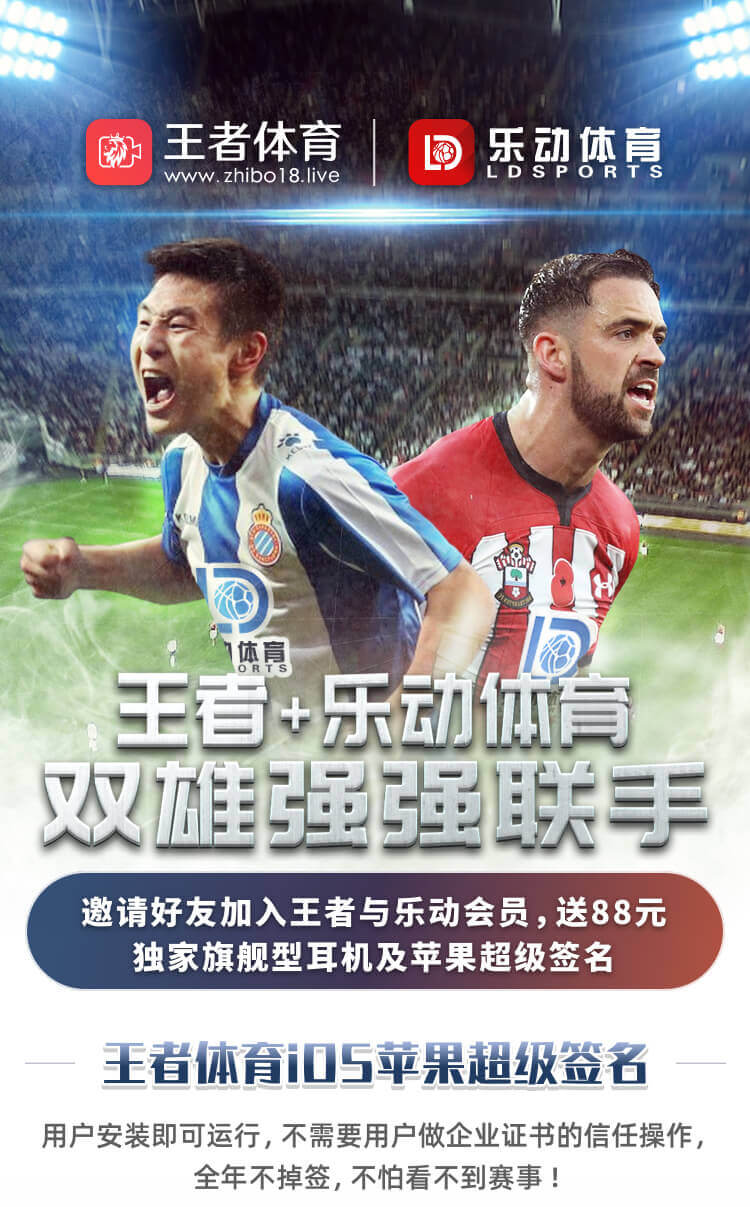 王者体育
www.zhibo18.live
乐动体育
LDSPORTS
体育
ORTS
王者+乐动体育
双雄强强联手
邀请好友加入王者与乐动会员,送88元
独家旗舰型耳机及苹果超级签名
王者体育iOS苹果超级签名
用户安装即可运行,不需要用户做企业证书的信任操作,
全年不掉签,不怕看不到赛事!